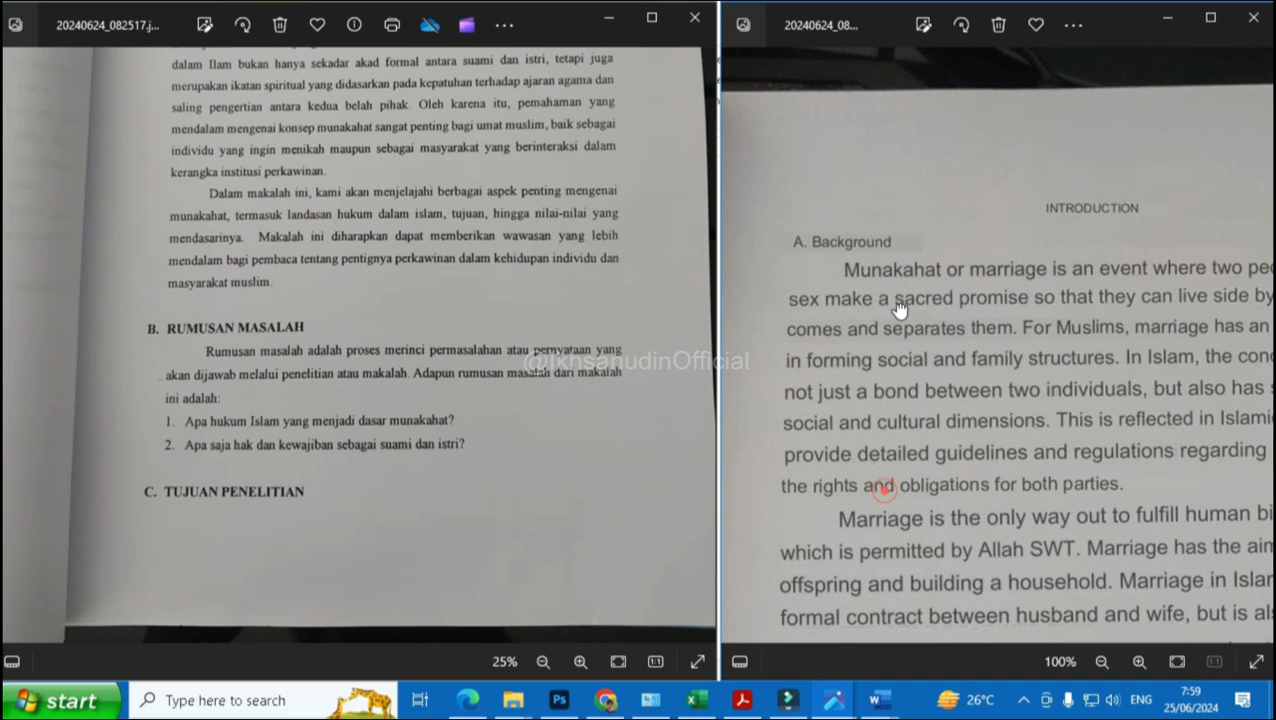 20240624_082517.j...
dalam Ilam bukan hanya sekadar akad formal antara suami dan istri, tetapi juga
merupakan ikatan spiritual yang didasarkan pada kepatuhan terhadap ajaran agama dan
saling pengertian antara kedua belah pihak. Oleh karena itu, pemahaman yang
mendalam mengenai konsep munakahat sangat penting bagi umat muslim, baik sebagai
individu yang ingin menikah maupun sebagai masyarakat yang berinteraksi dalam
kerangka institusi perkawinan.
Dalam makalah ini, kami akan menjelajahi berbagai aspek penting mengenai
munakahat, termasuk landasan hukum dalam islam, tujuan, hingga nilai-nilai yang
mendasarinya. Makalah ini diharapkan dapat memberikan wawasan yang lebih
mendalam bagi pembaca tentang pentignya perkawinan dalam kehidupan individu dan
masyarakat muslim.
B. RUMUSAN MASALAH
Rumusan masalah adalah proses merinci permasalahan atau pernyataan yang
akan dijawab melalui penelitian atau makalah. Adapun rumusan masalah dari makalah
ini adalah:
1. Apa hukum Islam yang menjadi dasar munakahat?
2. Apa saja hak dan kewajiban sebagai suami dan istri?
C. TUJUAN PENELITIAN
25%
20240624_08...
INTRODUCTION
A. Background
Munakahat or marriage is an event where two
sex make a sacred promise so that they can live side by
comes and separates them. For Muslims, marriage has an
in forming social and family structures. In Islam, the
not just a bond between two individuals, but also has
social and cultural dimensions. This is reflected in
provide detailed guidelines and regulations regarding
the rights and obligations for both parties.
Marriage is the only way out to fulfill human
which is permitted by Allah SWT. Marriage has the
offspring and building a household. Marriage in
formal contract between husband and wife, but is
100%
@IkhsanudinOfficial
start
Type here to search
Ps
26°C
ENG
7:59
25/06/2024